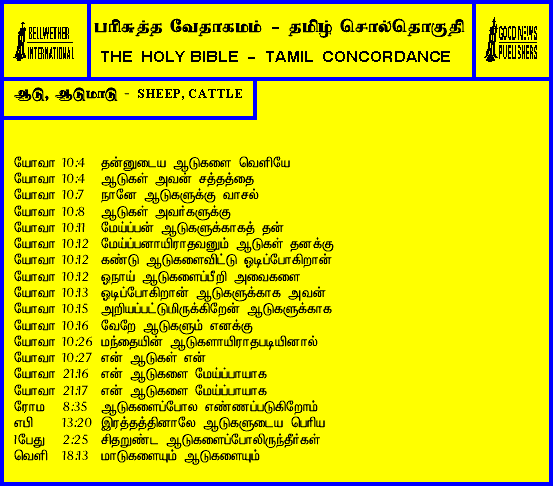 BELLWETHER
INTERNATIONAL
பரிசுத்த வேதாகமம் - தமிழ் சொல்தொகுதி
THE HOLY BIBLE - TAMIL CONCORDANCE
GOOD NEWS
PUBLISHERS
ஆடு, ஆடுமாடு - SHEEP, CATTLE
யோவா 10:4 தன்னுடைய ஆடுகளை வெளியே
யோவா 10:4 ஆடுகள் அவன் சத்தத்தை
யோவா 10:7 நானே ஆடுகளுக்கு வாசல்
யோவா 10:8 ஆடுகள் அவர்களுக்கு
யோவா 10:11 மேய்ப்பன் ஆடுகளுக்காகத் தன்
யோவா 10:12 மேய்ப்பனாயிராதவனும் ஆடுகள் தனக்கு
யோவா 10:12 கண்டு ஆடுகளைவிட்டு ஓடிப்போகிறான்
யோவா 10:12 ஓநாய் ஆடுகளைப்பீறி அவைகளை
யோவா 10:13 ஓடிப்போகிறான் ஆடுகளுக்காக அவன்
யோவா 10:15 அறியப்பட்டுமிருக்கிறேன் ஆடுகளுக்காக
யோவா 10:16 வேறே ஆடுகளும் எனக்கு
யோவா 10:26 மந்தையின் ஆடுகளாயிராதபடியினால்
யோவா 10:27 என் ஆடுகள் என்
யோவா 21:16 என் ஆடுகளை மேய்ப்பாயாக
யோவா 21:17 என் ஆடுகளை மேய்ப்பாயாக
ரோம 8:35 ஆடுகளைப்போல எண்ணப்படுகிறோம்
எபி 13:20 இரத்தத்தினாலே ஆடுகளுடைய பெரிய
1பேது 2:25 சிதறுண்ட ஆடுகளைப்போலிருந்தீர்கள்
வெளி 18:13 மாடுகளையும் ஆடுகளையும்